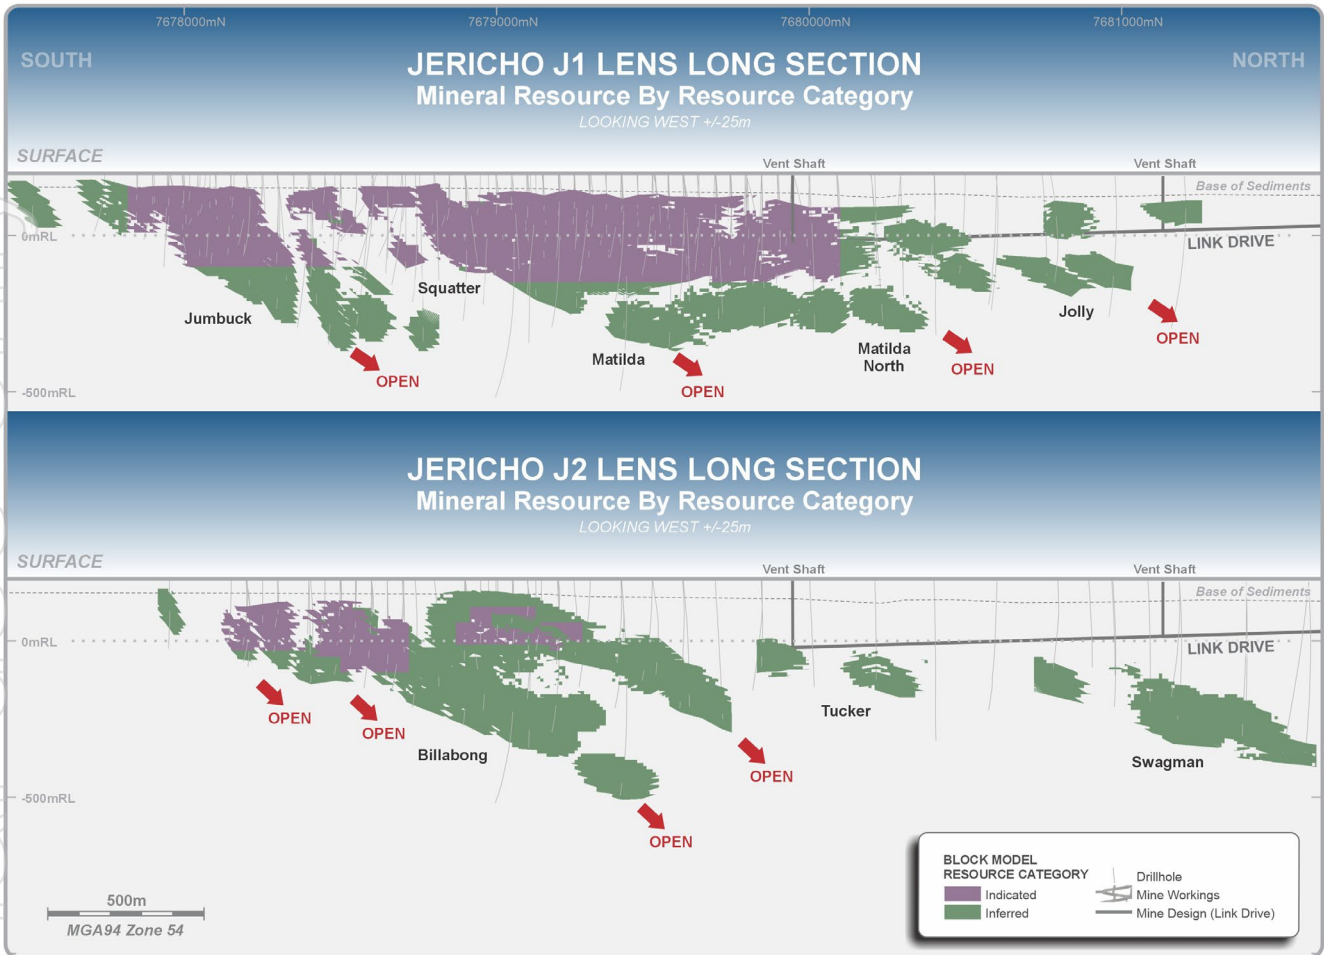 7678000mN 7679000mN 7680000mN 7681000mN
SOUTH
NORTH
JERICHO J1 LENS LONG SECTION
Mineral Resource By Resource Category
LOOKING WEST +/-25m
SURFACE
Vent Shaft
Vent Shaft
Base of Sediments
0mRL
LINK DRIVE
Squatter
Jumbuck
Jolly
Matilda
Matilda
North
OPEN
OPEN
OPEN
OPEN
-500mRL
JERICHO J2 LENS LONG SECTION
Mineral Resource By Resource Category
LOOKING WEST +/-25m
SURFACE
Vent Shaft
Vent Shaft
Base of Sediments
0mRL
LINK DRIVE
OPEN
OPEN
Tucker
Billabong
Swagman
OPEN
-500mRL
OPEN
BLOCK MODEL
RESOURCE CATEGORY
Indicated
Inferred
Drillhole
Mine Workings
Mine Design (Link Drive)
500m
MGA94 Zone 54